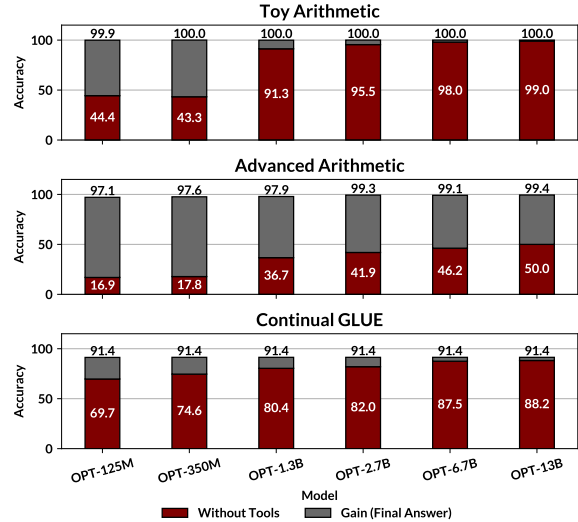 Toy Arithmetic
99.9 100.0 100.0 100.0 100.0 100.0
100
50
0
Accuracy
44.4 43.3 91.3 95.5 98.0 99.0
Advanced Arithmetic
97.1 97.6 97.9 99.3 99.1 99.4
100
50
0
Accuracy
16.9 17.8 36.7 41.9 46.2 50.0
Continual GLUE
91.4 91.4 91.4 91.4 91.4 91.4
100
50
0
Accuracy
69.7 74.6 80.4 82.0 87.5 88.2
OPT-125M OPT-350M OPT-1.3B OPT-2.7B OPT-6.7B OPT-13B
Model
Without Tools Gain (Final Answer)